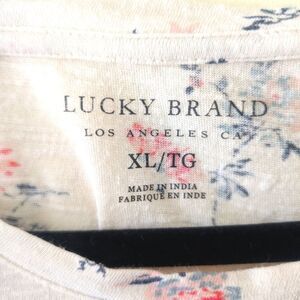 LUCKY BRAND
LOS ANGELES CA
XL/TG
MADE IN INDIA
FABRIQUÉ EN INDE